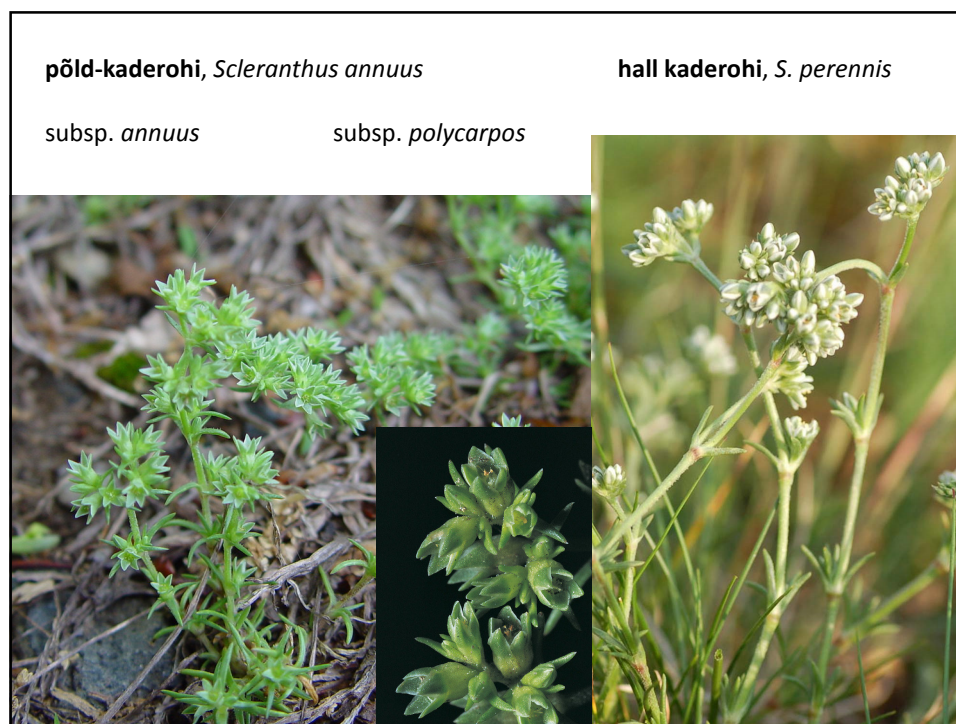 põld-kaderohi, Scleranthus annuus
hall kaderohi, S. perennis
subsp. annuus
subsp. polycarpos